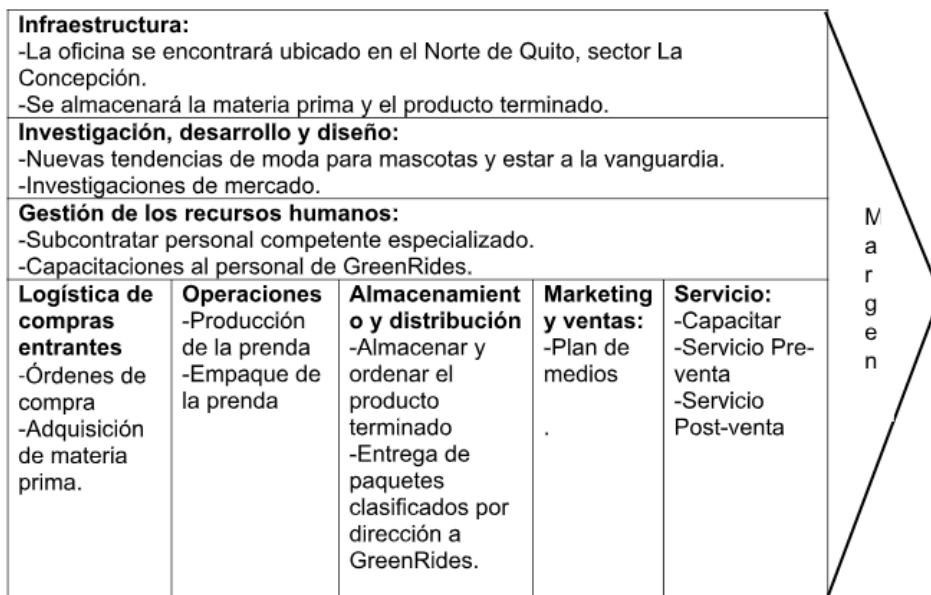 Infraestructura:
-La oficina se encontrará ubicado en el Norte de Quito, sector La
Concepción.
-Se almacenará la materia prima y el producto terminado.
Investigación, desarrollo y diseño:
-Nuevas tendencias de moda para mascotas y estar a la vanguardia.
-Investigaciones de mercado.
Gestión de los recursos humanos:
-Subcontratar personal competente especializado.
-Capacitaciones al personal de GreenRides.
Logística de
compras
entrantes
-Órdenes de
compra
-Adquisición
de materia
prima.
Operaciones
-Producción
de la prenda
-Empaque de
la prenda
Almacenamient
o y distribución
-Almacenar y
ordenar el
producto
terminado
-Entrega de
paquetes
clasificados por
dirección a
GreenRides.
Marketing
y ventas:
-Plan de
medios
.
Servicio:
-Capacitar
-Servicio Pre-
venta
-Servicio
Post-venta
M
a
r
g
e
n